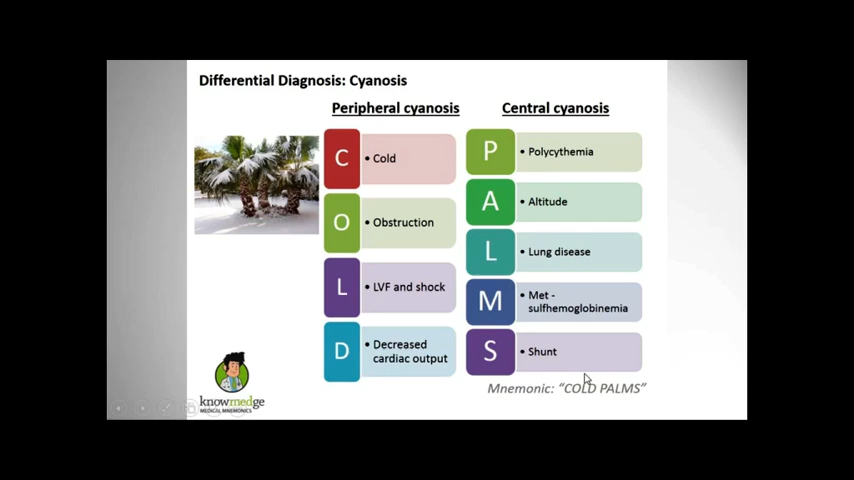 Differential Diagnosis: Cyanosis
Peripheral cyanosis
C
• Cold
O
• Obstruction
L
• LVF and shock
D
• Decreased
cardiac output
Central cyanosis
P
• Polycythemia
A
• Altitude
L
• Lung disease
M
• Met -
sulfhemoglobinemia
S
• Shunt
Mnemonic: “COLD PALMS”
knowmedge
MEDICAL MNEMONICS